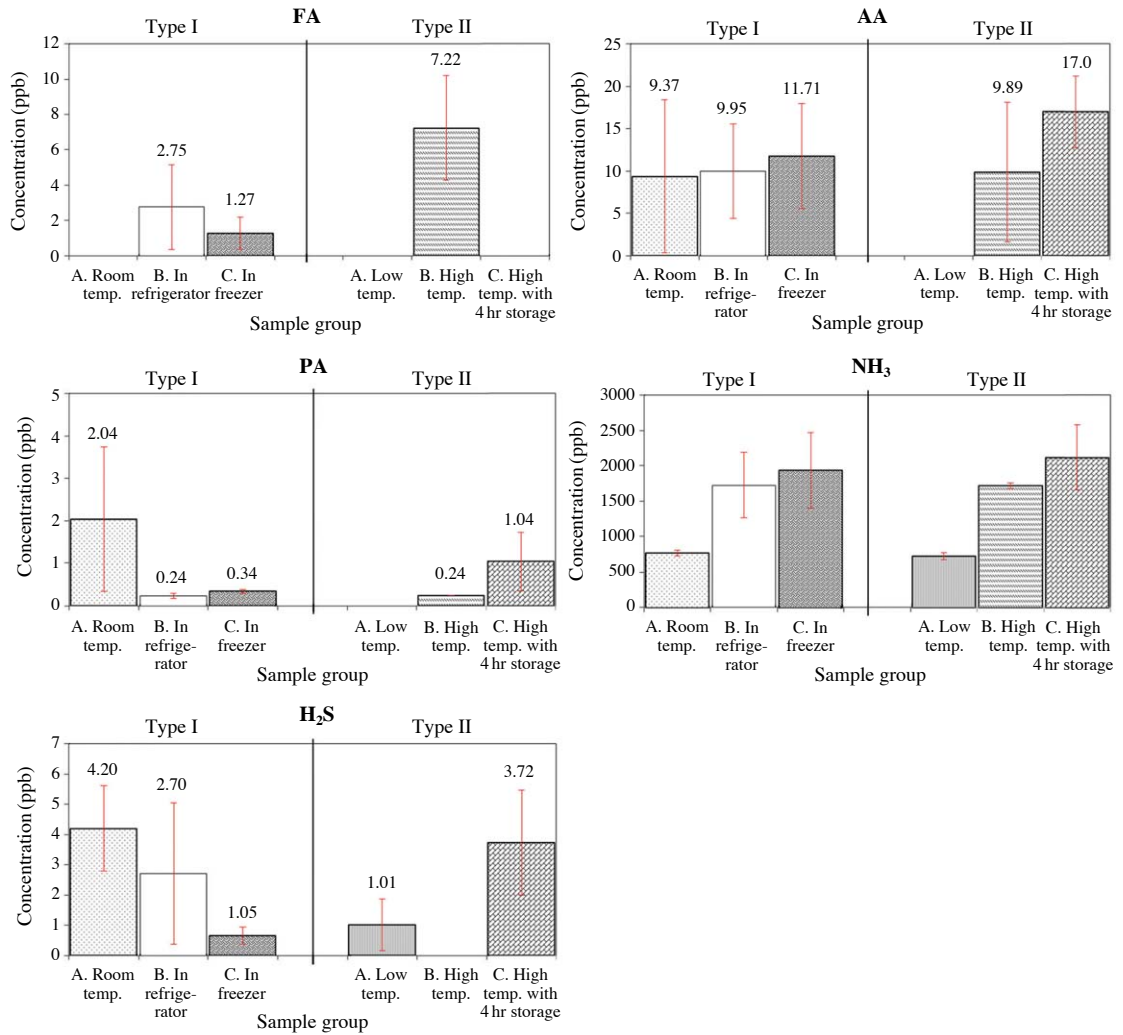 FA
Type I
Type II
Concentration (ppb)
12
10
8
6
4
2
0
2.75
1.27
7.22
A. Room temp.
B. In refrigerator
C. In freezer
A. Low temp.
B. High temp.
C. High temp. with 4 hr storage
Sample group
AA
Type I
Type II
Concentration (ppb)
25
20
15
10
5
0
9.37
9.95
11.71
9.89
17.0
A. Room temp.
B. In refrige-rator
C. In freezer
A. Low temp.
B. High temp.
C. High temp. with 4 hr storage
Sample group
PA
Type I
Type II
Concentration (ppb)
5
4
3
2
1
0
2.04
0.24
0.34
0.24
1.04
A. Room temp.
B. In refrige-rator
C. In freezer
A. Low temp.
B. High temp.
C. High temp. with 4 hr storage
Sample group
NH₃
Type I
Type II
Concentration (ppb)
3000
2500
2000
1500
1000
500
0
A. Room temp.
B. In refrige-rator
C. In freezer
A. Low temp.
B. High temp.
C. High temp. with 4 hr storage
Sample group
H₂S
Type I
Type II
Concentration (ppb)
7
6
5
4
3
2
1
0
4.20
2.70
1.05
1.01
3.72
A. Room temp.
B. In refrige-rator
C. In freezer
A. Low temp.
B. High temp.
C. High temp. with 4 hr storage
Sample group